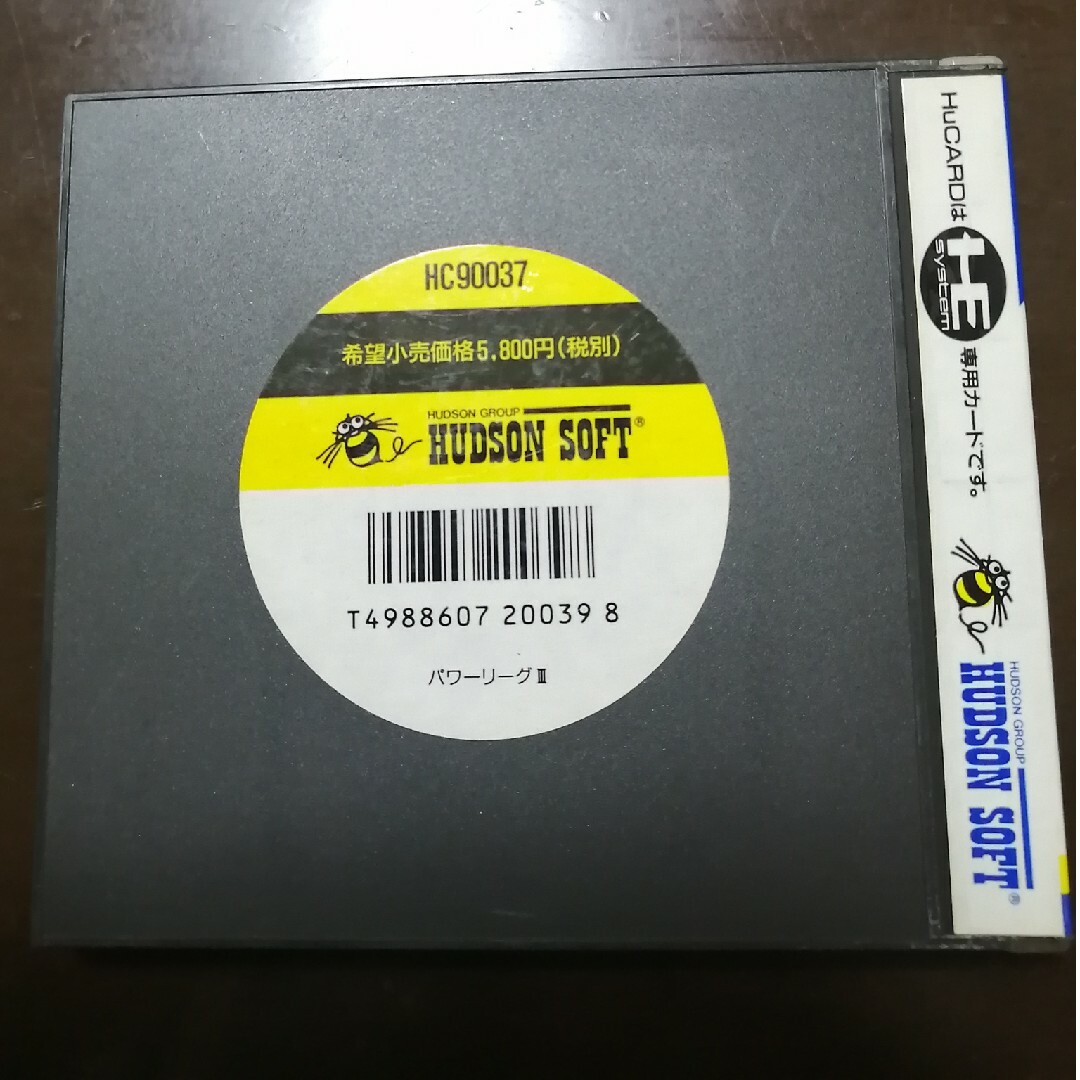 HC90037
希望小売価格5,800円(税別)
HUDSON GROUP
HUDSON SOFT®
T4988607 20039 8
パワーリーグⅢ
HuCARDは
HE
system
専用カードです。
HUDSON GROUP
HUDSON SOFT®